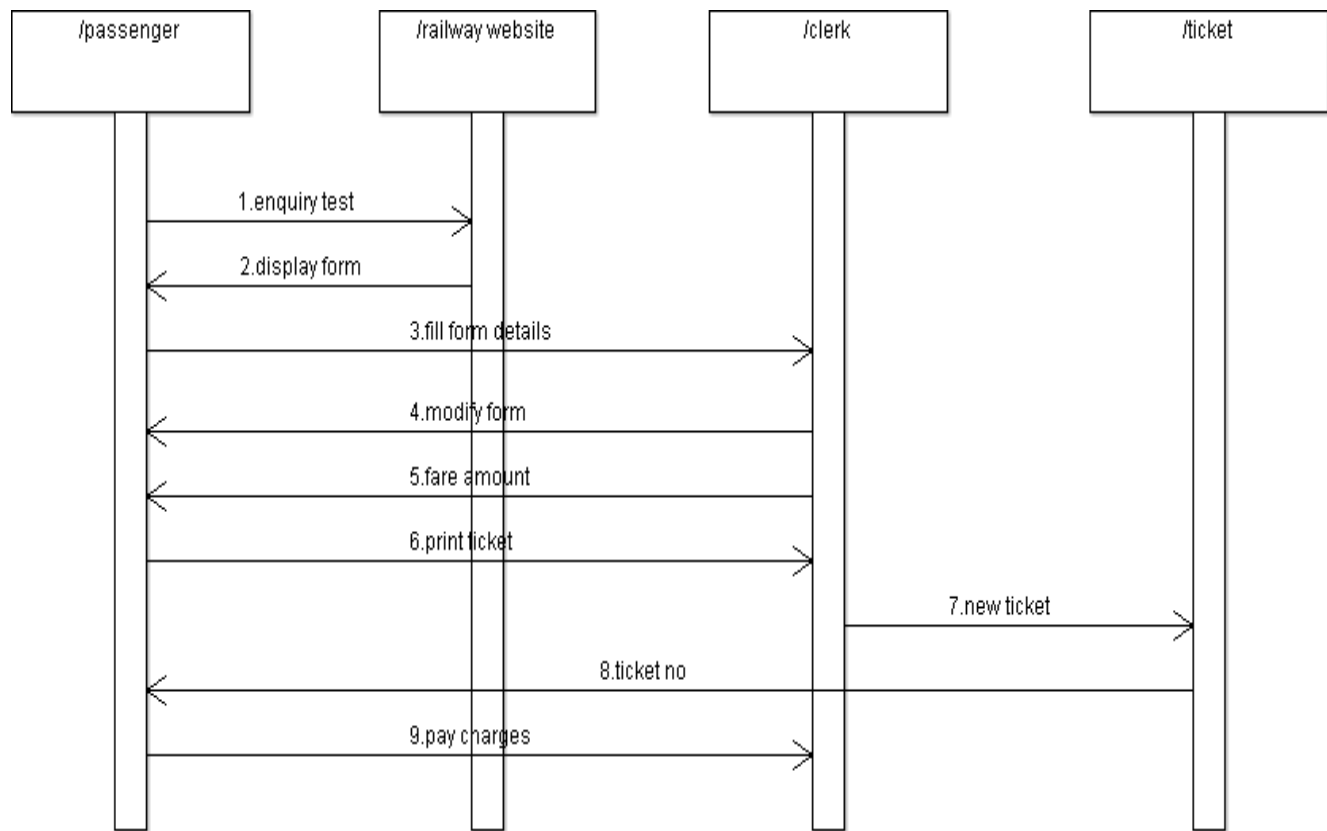 /passenger
/railway website
/clerk
/ticket
1.enquiry test
2.display form
3.fill form details
4.modify form
5.fare amount
6.print ticket
7.new ticket
8.ticket no
9.pay charges